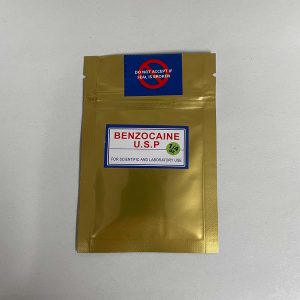 DO NOT ACCEPT IF
SEAL IS BROKEN
BENZOCAINE
U.S.P
1/4
FOR SCIENTIFIC AND LABORATORY USE